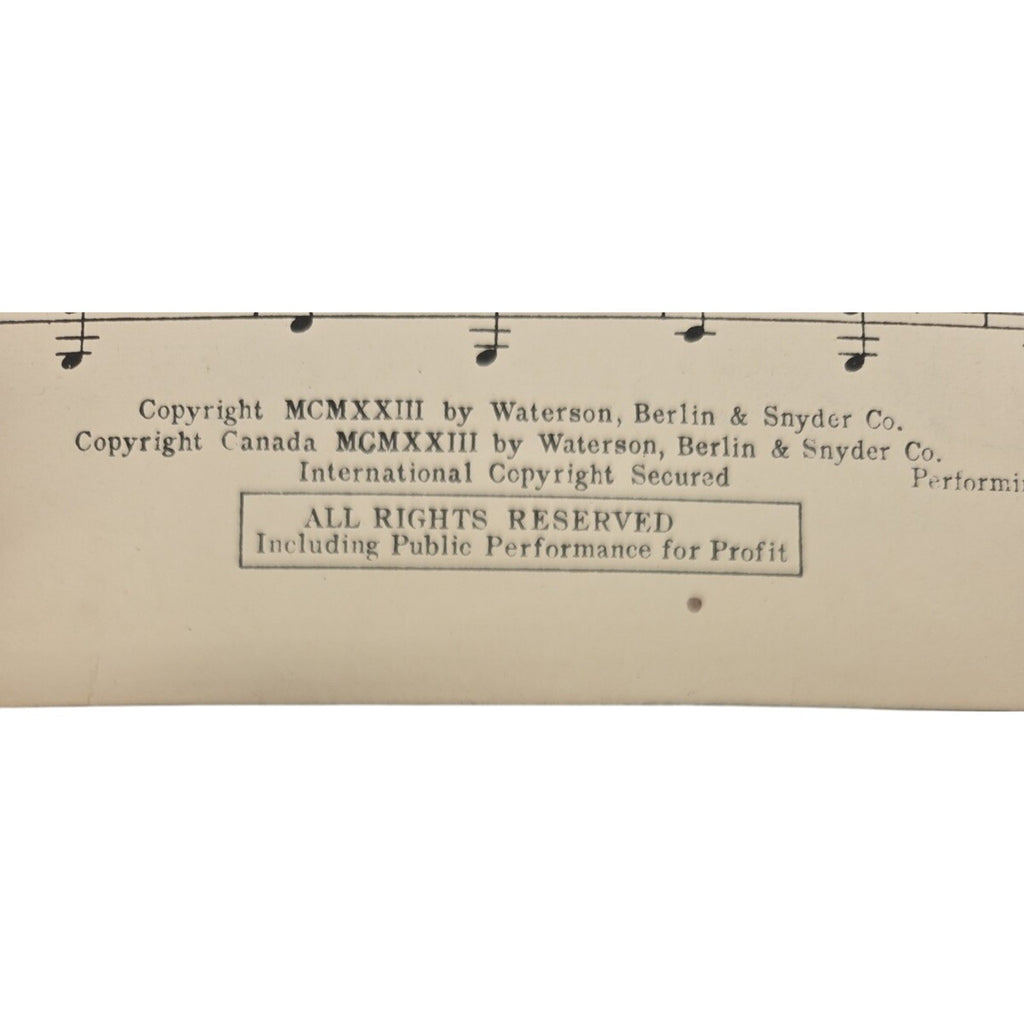 Copyright MCMXXIII by Waterson, Berlin & Snyder Co.
Copyright Canada MCMXXIII by Waterson, Berlin & Snyder Co.
International Copyright Secured
ALL RIGHTS RESERVED
Including Public Performance for Profit